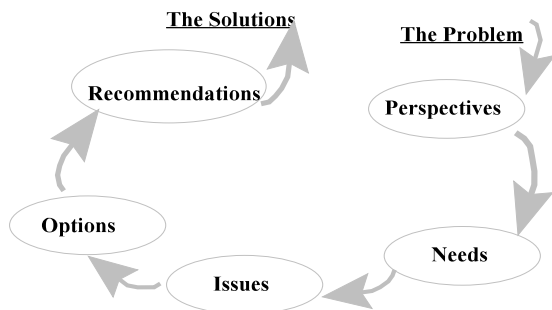 The Solutions
The Problem
Recommendations
Perspectives
Options
Needs
Issues